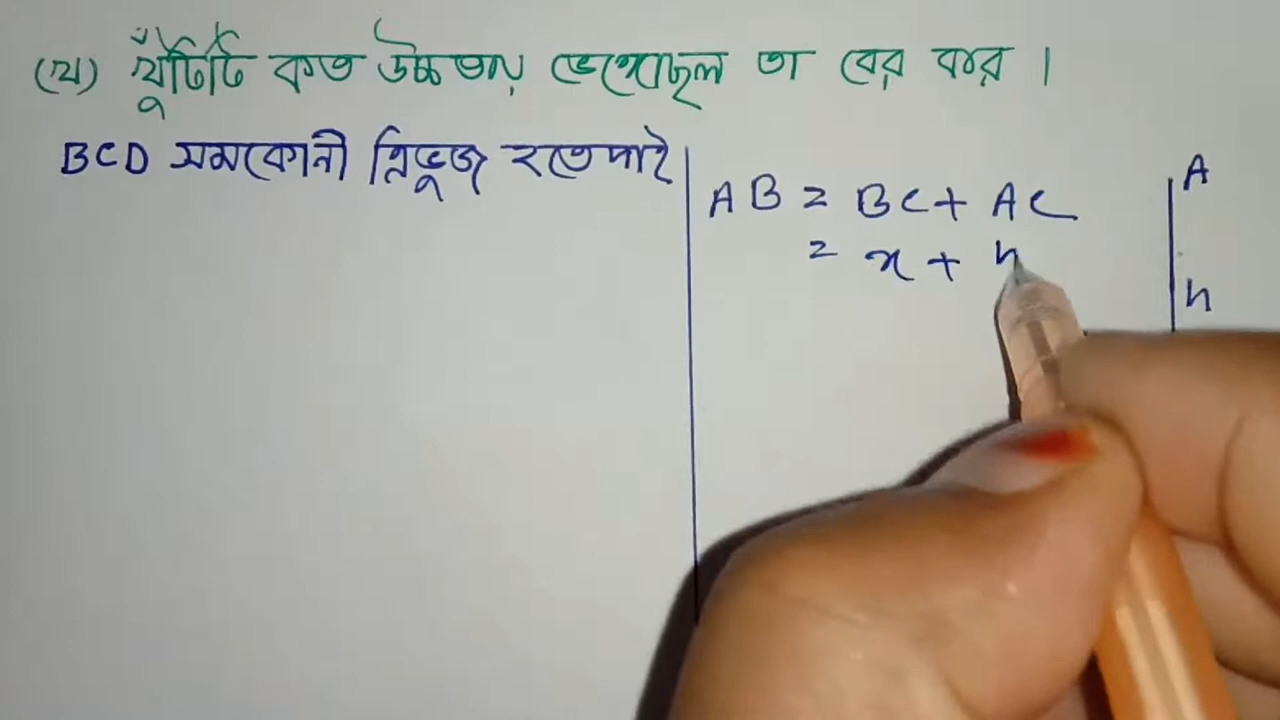 (খ) খুঁটিটি কত উচ্চতায় ভেঙ্গেছিল তা বের কর ।
BCD সমকোনী ত্রিভুজ হতে পাই
AB = BC + AC
= x + h
A
h